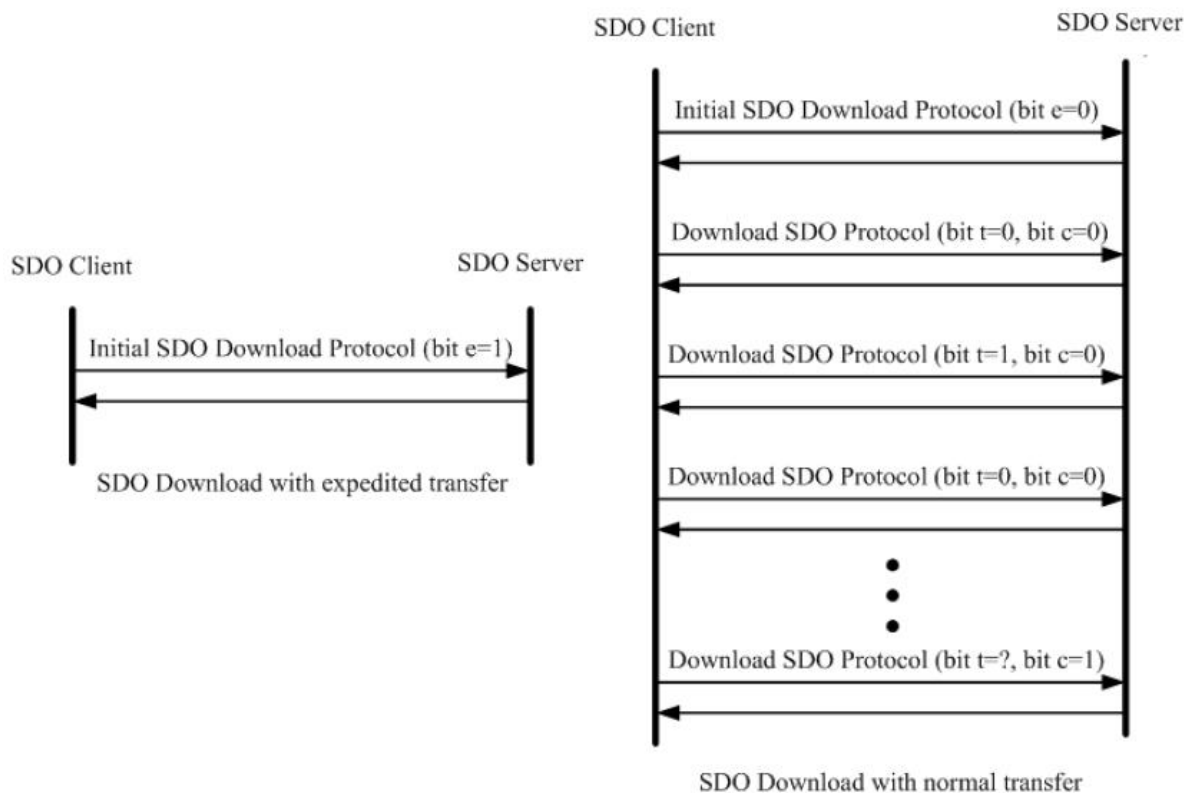 SDO Client
SDO Server
Initial SDO Download Protocol (bit e=1)
SDO Download with expedited transfer
SDO Client
SDO Server
Initial SDO Download Protocol (bit e=0)
Download SDO Protocol (bit t=0, bit c=0)
Download SDO Protocol (bit t=1, bit c=0)
Download SDO Protocol (bit t=0, bit c=0)
Download SDO Protocol (bit t=?, bit c=1)
SDO Download with normal transfer